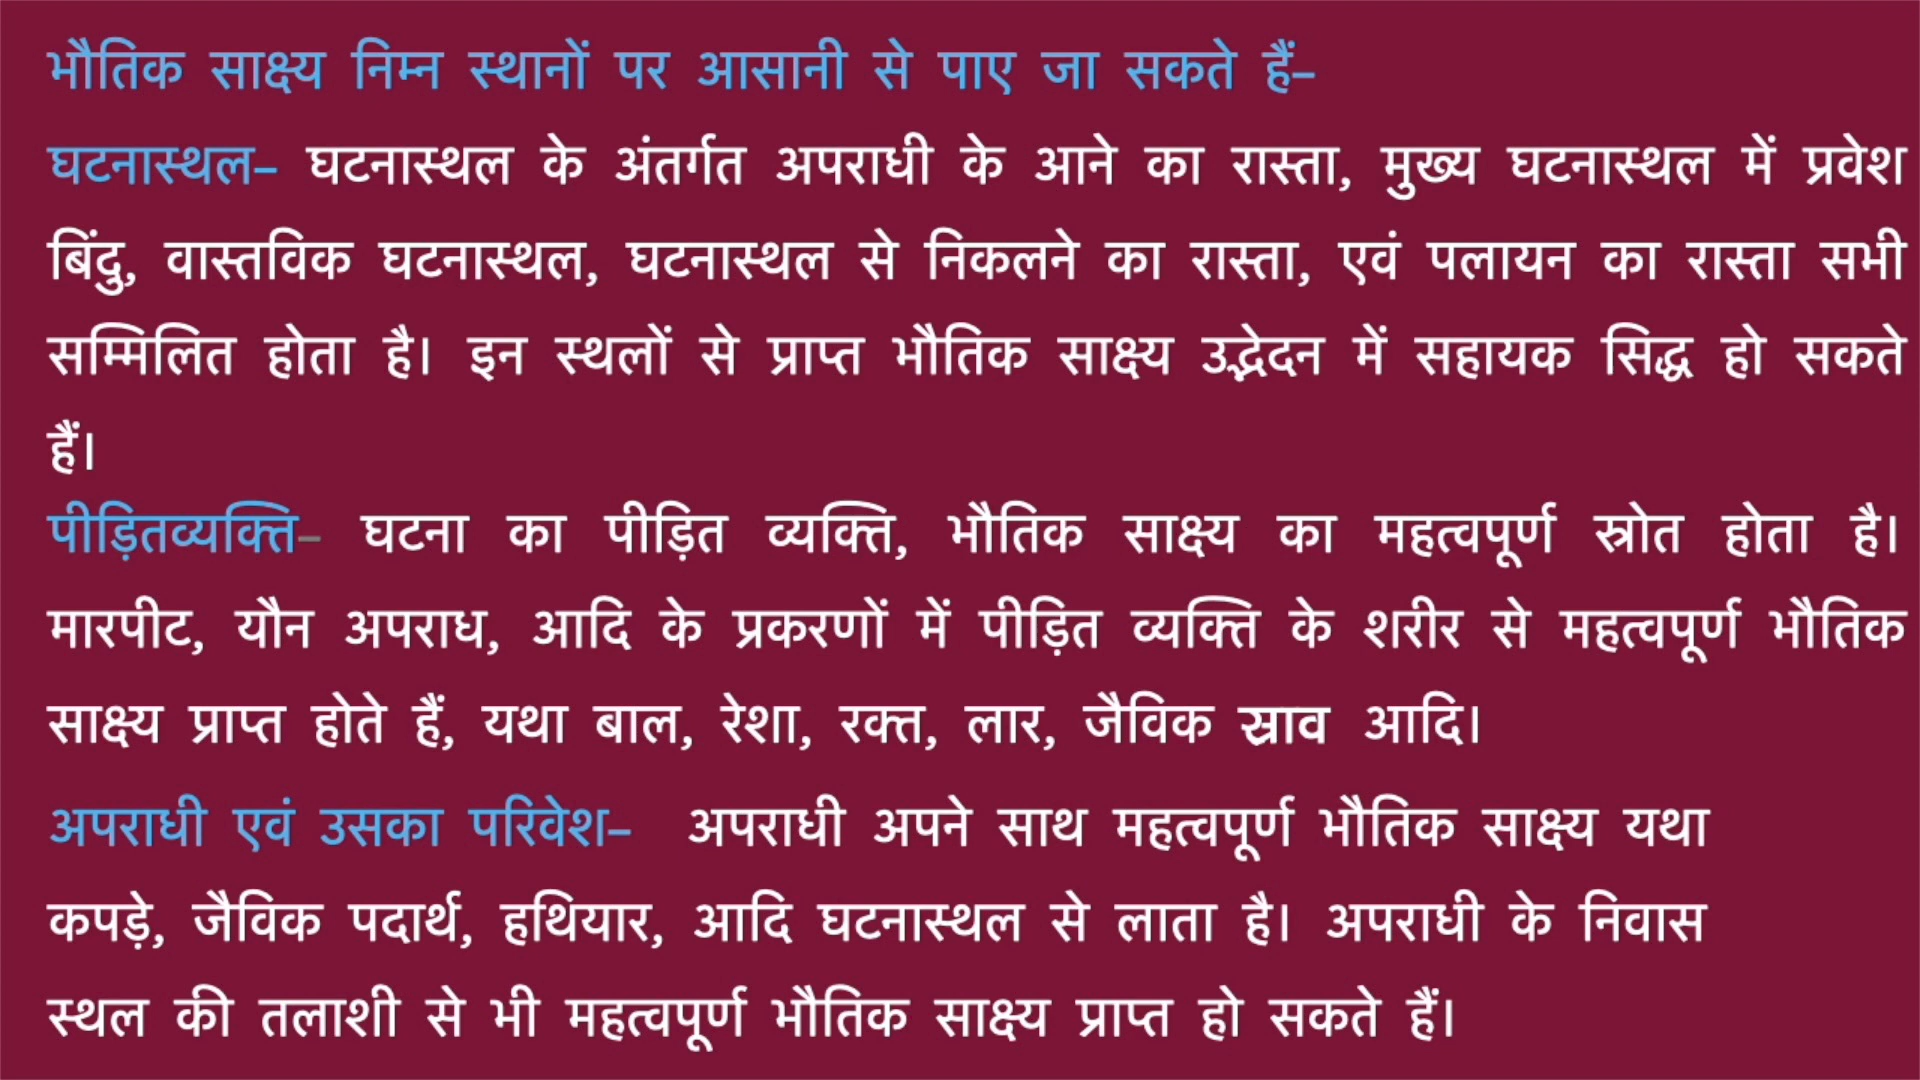 भौतिक साक्ष्य निम्न स्थानों पर आसानी से पाए जा सकते हैं–
घटनास्थल– घटनास्थल के अंतर्गत अपराधी के आने का रास्ता, मुख्य घटनास्थल में प्रवेश
बिंदु, वास्तविक घटनास्थल, घटनास्थल से निकलने का रास्ता, एवं पलायन का रास्ता सभी
सम्मिलित होता है। इन स्थलों से प्राप्त भौतिक साक्ष्य उद्भेदन में सहायक सिद्ध हो सकते
हैं।
पीड़ितव्यक्ति– घटना का पीड़ित व्यक्ति, भौतिक साक्ष्य का महत्वपूर्ण स्रोत होता है।
मारपीट, यौन अपराध, आदि के प्रकरणों में पीड़ित व्यक्ति के शरीर से महत्वपूर्ण भौतिक
साक्ष्य प्राप्त होते हैं, यथा बाल, रेशा, रक्त, लार, जैविक स्राव आदि।
अपराधी एवं उसका परिवेश– अपराधी अपने साथ महत्वपूर्ण भौतिक साक्ष्य यथा
कपड़े, जैविक पदार्थ, हथियार, आदि घटनास्थल से लाता है। अपराधी के निवास
स्थल की तलाशी से भी महत्वपूर्ण भौतिक साक्ष्य प्राप्त हो सकते हैं।